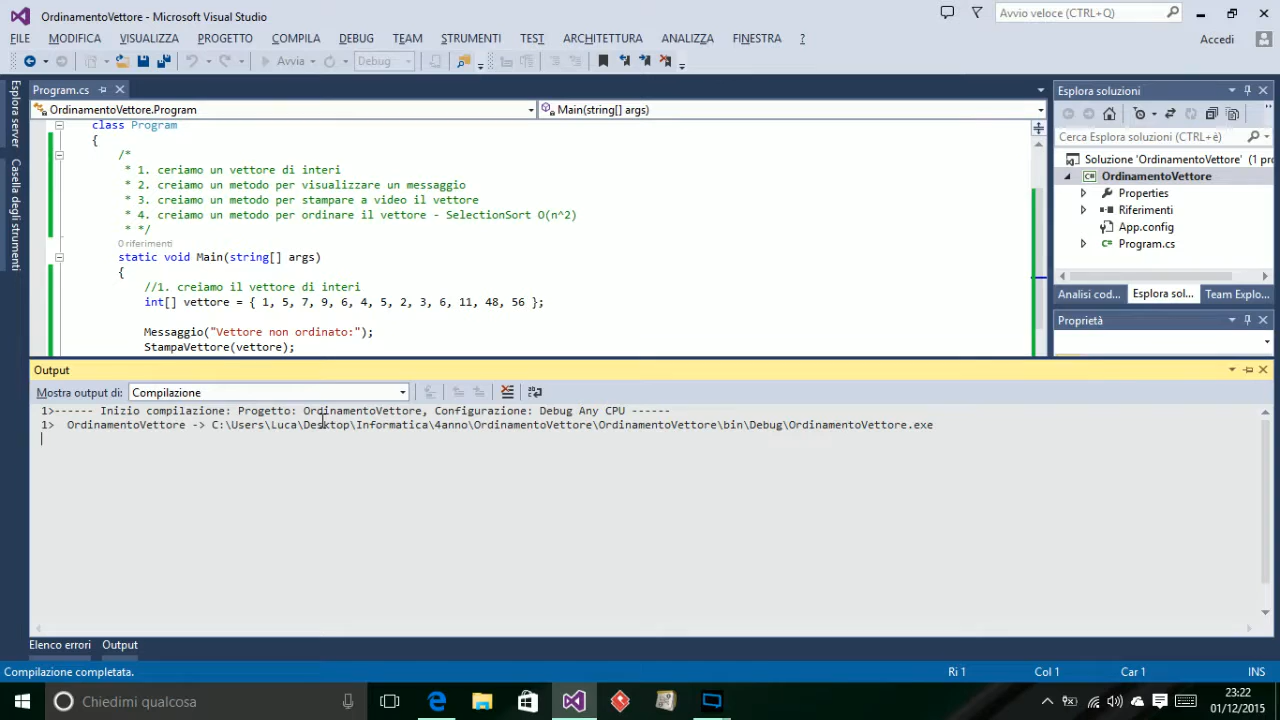 OrdinamentoVettore - Microsoft Visual Studio
Avvio veloce (CTRL+Q)
FILE MODIFICA VISUALIZZA PROGETTO COMPILA DEBUG TEAM STRUMENTI TEST ARCHITETTURA ANALIZZA FINESTRA ?
Accedi
Avvia Debug
Esplora server
Casella degli strumenti
Program.cs
OrdinamentoVettore.Program
Main(string[] args)
class Program
{
/*
* 1. ceriamo un vettore di interi
* 2. creiamo un metodo per visualizzare un messaggio
* 3. creiamo un metodo per stampare a video il vettore
* 4. creiamo un metodo per ordinare il vettore - SelectionSort O(n^2)
* */
0 riferimenti
static void Main(string[] args)
{
//1. creiamo il vettore di interi
int[] vettore = { 1, 5, 7, 9, 6, 4, 5, 2, 3, 6, 11, 48, 56 };
Messaggio("Vettore non ordinato:");
StampaVettore(vettore);
Esplora soluzioni
Cerca Esplora soluzioni (CTRL+è)
Soluzione 'OrdinamentoVettore' (1 pro
OrdinamentoVettore
Properties
Riferimenti
App.config
Program.cs
Analisi cod... Esplora sol... Team Explo...
Proprietà
Output
Mostra output di: Compilazione
1>------ Inizio compilazione: Progetto: OrdinamentoVettore, Configurazione: Debug Any CPU ------
1> OrdinamentoVettore -> C:\Users\Luca\Desktop\Informatica\4anno\OrdinamentoVettore\OrdinamentoVettore\bin\Debug\OrdinamentoVettore.exe
Elenco errori Output
Compilazione completata.
Ri 1 Col 1 Car 1 INS
Chiedimi qualcosa
23:22
01/12/2015